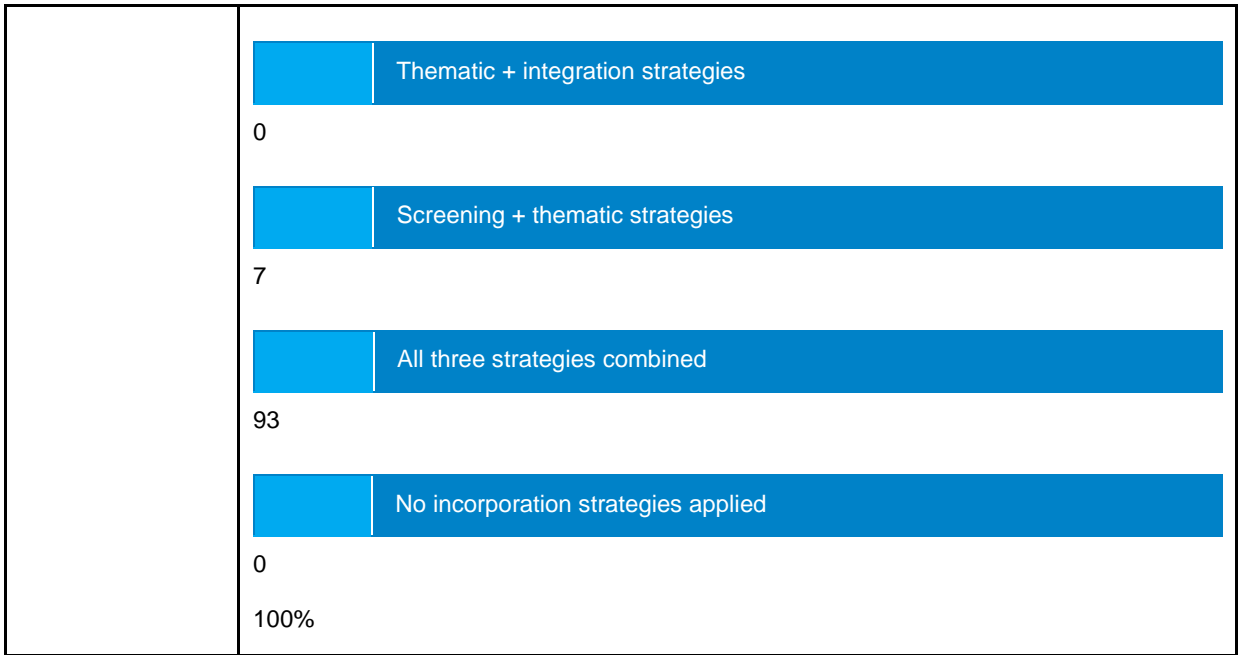 Thematic + integration strategies
0
Screening + thematic strategies
7
All three strategies combined
93
No incorporation strategies applied
0
100%